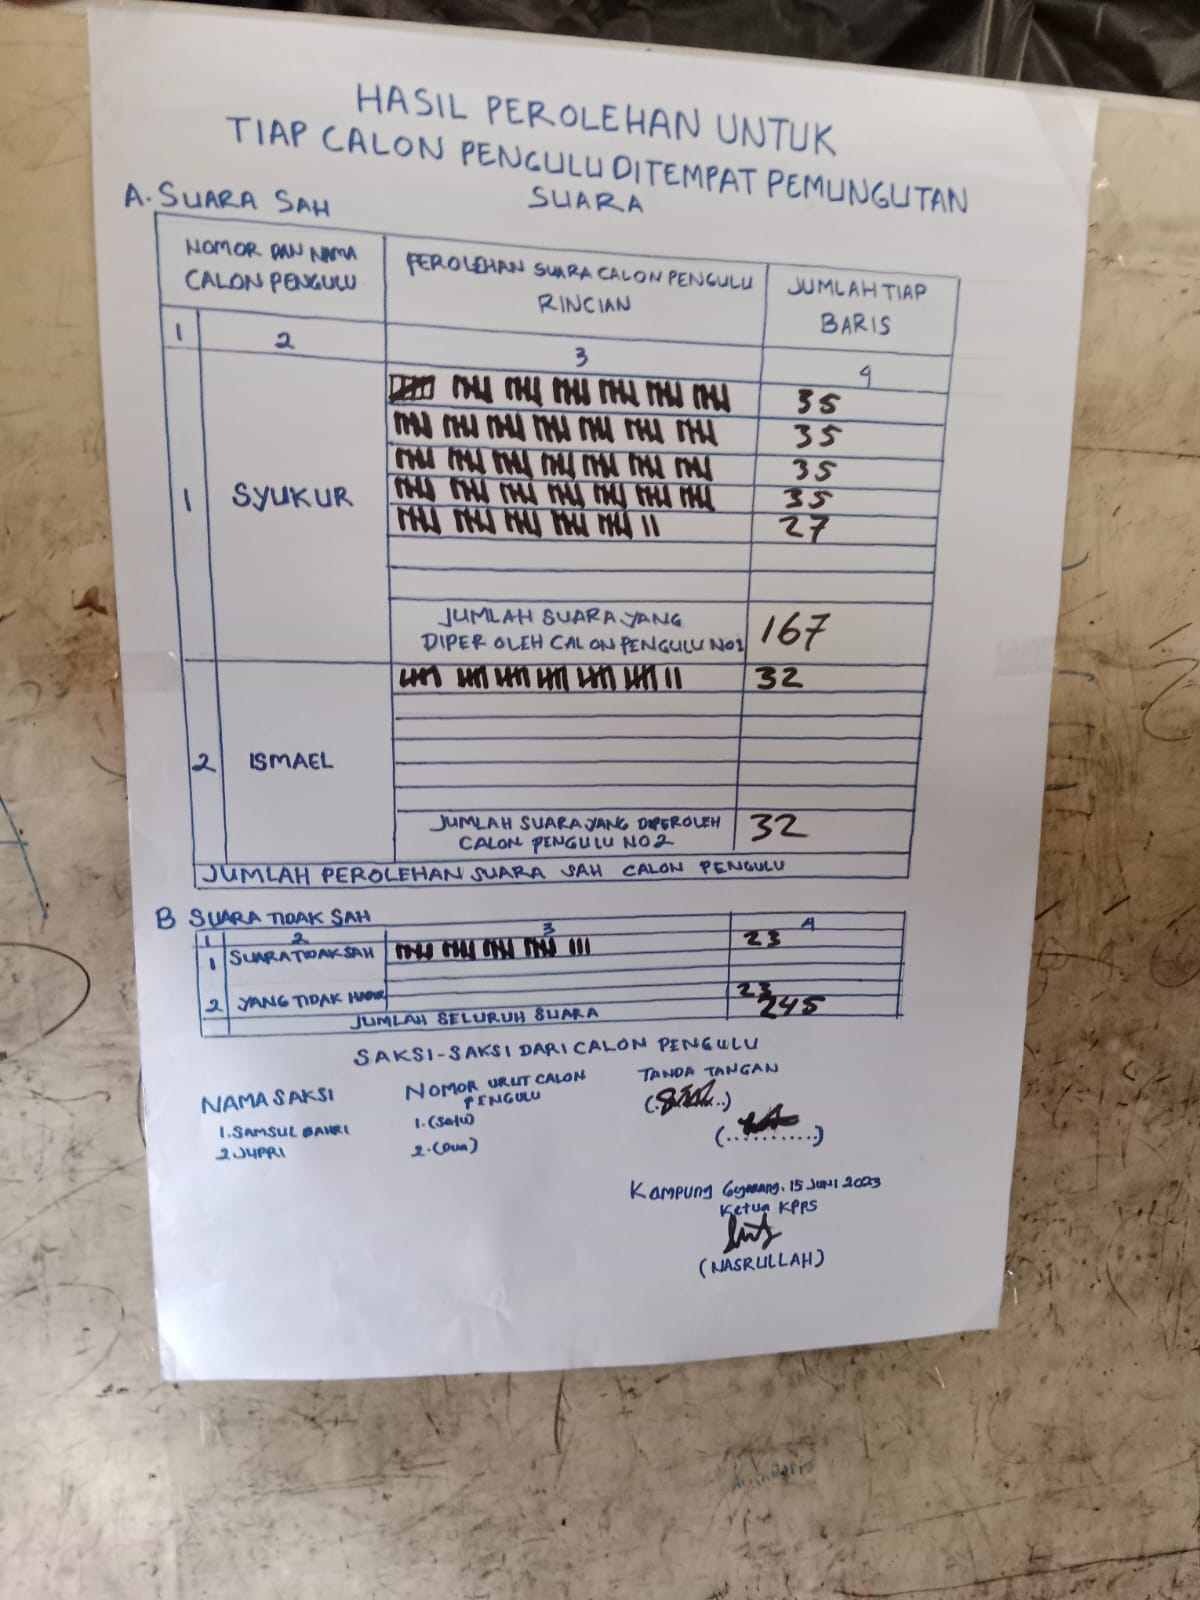 HASIL PEROLEHAN UNTUK
TIAP CALON PENGULU DITEMPAT PEMUNGUTAN
SUARA
A. SUARA SAH
NOMOR DAN NAMA
CALON PENGULU
PEROLEHAN SUARA CALON PENGULU
RINCIAN
JUMLAH TIAP
BARIS
1 2 3 4
1 SYUKUR
35
35
35
35
27
JUMLAH SUARA YANG
DIPEROLEH CALON PENGULU NO1 167
2 ISMAEL
32
JUMLAH SUARA YANG DIPEROLEH
CALON PENGULU NO2 32
JUMLAH PEROLEHAN SUARA SAH CALON PENGULU
B SUARA TIDAK SAH
1 2 3 4
1 SUARA TIDAK SAH 23
2 YANG TIDAK HADIR 23
JUMLAH SELURUH SUARA 245
SAKSI-SAKSI DARI CALON PENGULU
NAMA SAKSI
NOMOR URUT CALON
PENGULU
TANDA TANGAN
1. SAMSUL BAHRI 1. (Satu)
2 JUPRI 2. (Dua)
KAMPUNG 15 JUNI 2023
Ketua KPPS
(NASRULLAH)